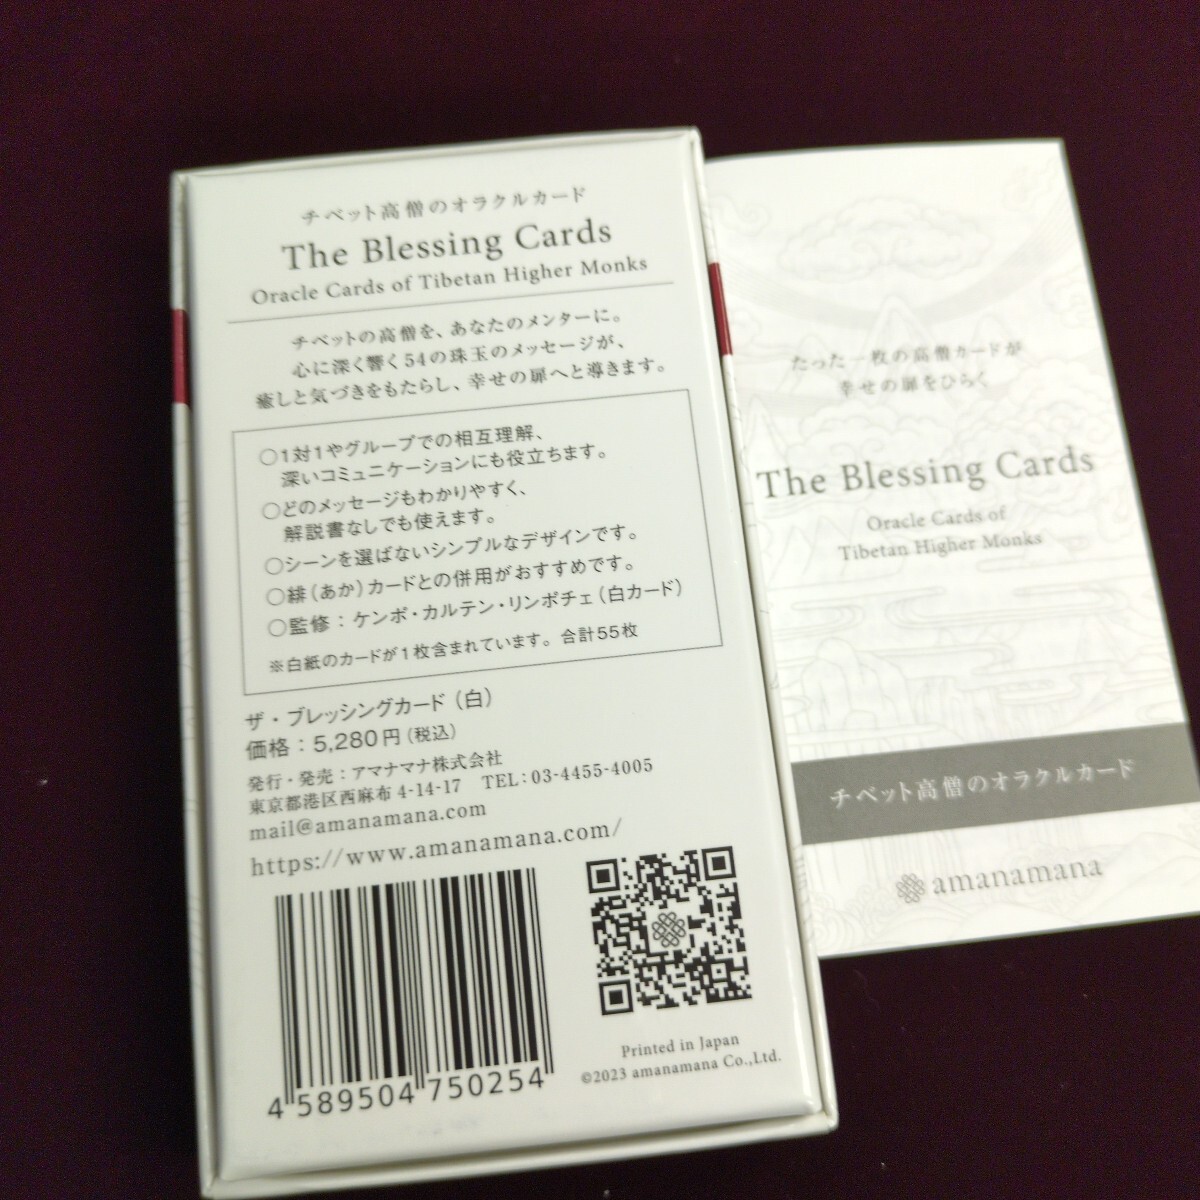 チベット高僧のオラクルカード
The Blessing Cards
Oracle Cards of Tibetan Higher Monks
チベットの高僧を、あなたのメンターに。
心に深く響く54の珠玉のメッセージが、
癒しと気づきをもたらし、幸せの扉へと導きます。
○1対1やグループでの相互理解、
深いコミュニケーションにも役立ちます。
○どのメッセージもわかりやすく、
解説書なしでも使えます。
○シーンを選ばないシンプルなデザインです。
○緋（あか）カードとの併用がおすすめです。
○監修：ケンポ・カルテン・リンポチェ（白カード）
※白紙のカードが1枚含まれています。合計55枚
ザ・ブレッシングカード（白）
価格：5,280円（税込）
発行・発売：アマナマナ株式会社
東京都港区西麻布4-14-17 TEL：03-4455-4005
mail@amanamana.com
https://www.amanamana.com/
4 589504 750254
Printed in Japan
©2023 amanamana Co.,Ltd.
たった一枚の高僧カードが
幸せの扉をひらく
The Blessing Cards
Oracle Cards of
Tibetan Higher Monks
チベット高僧のオラクルカード
amanamana